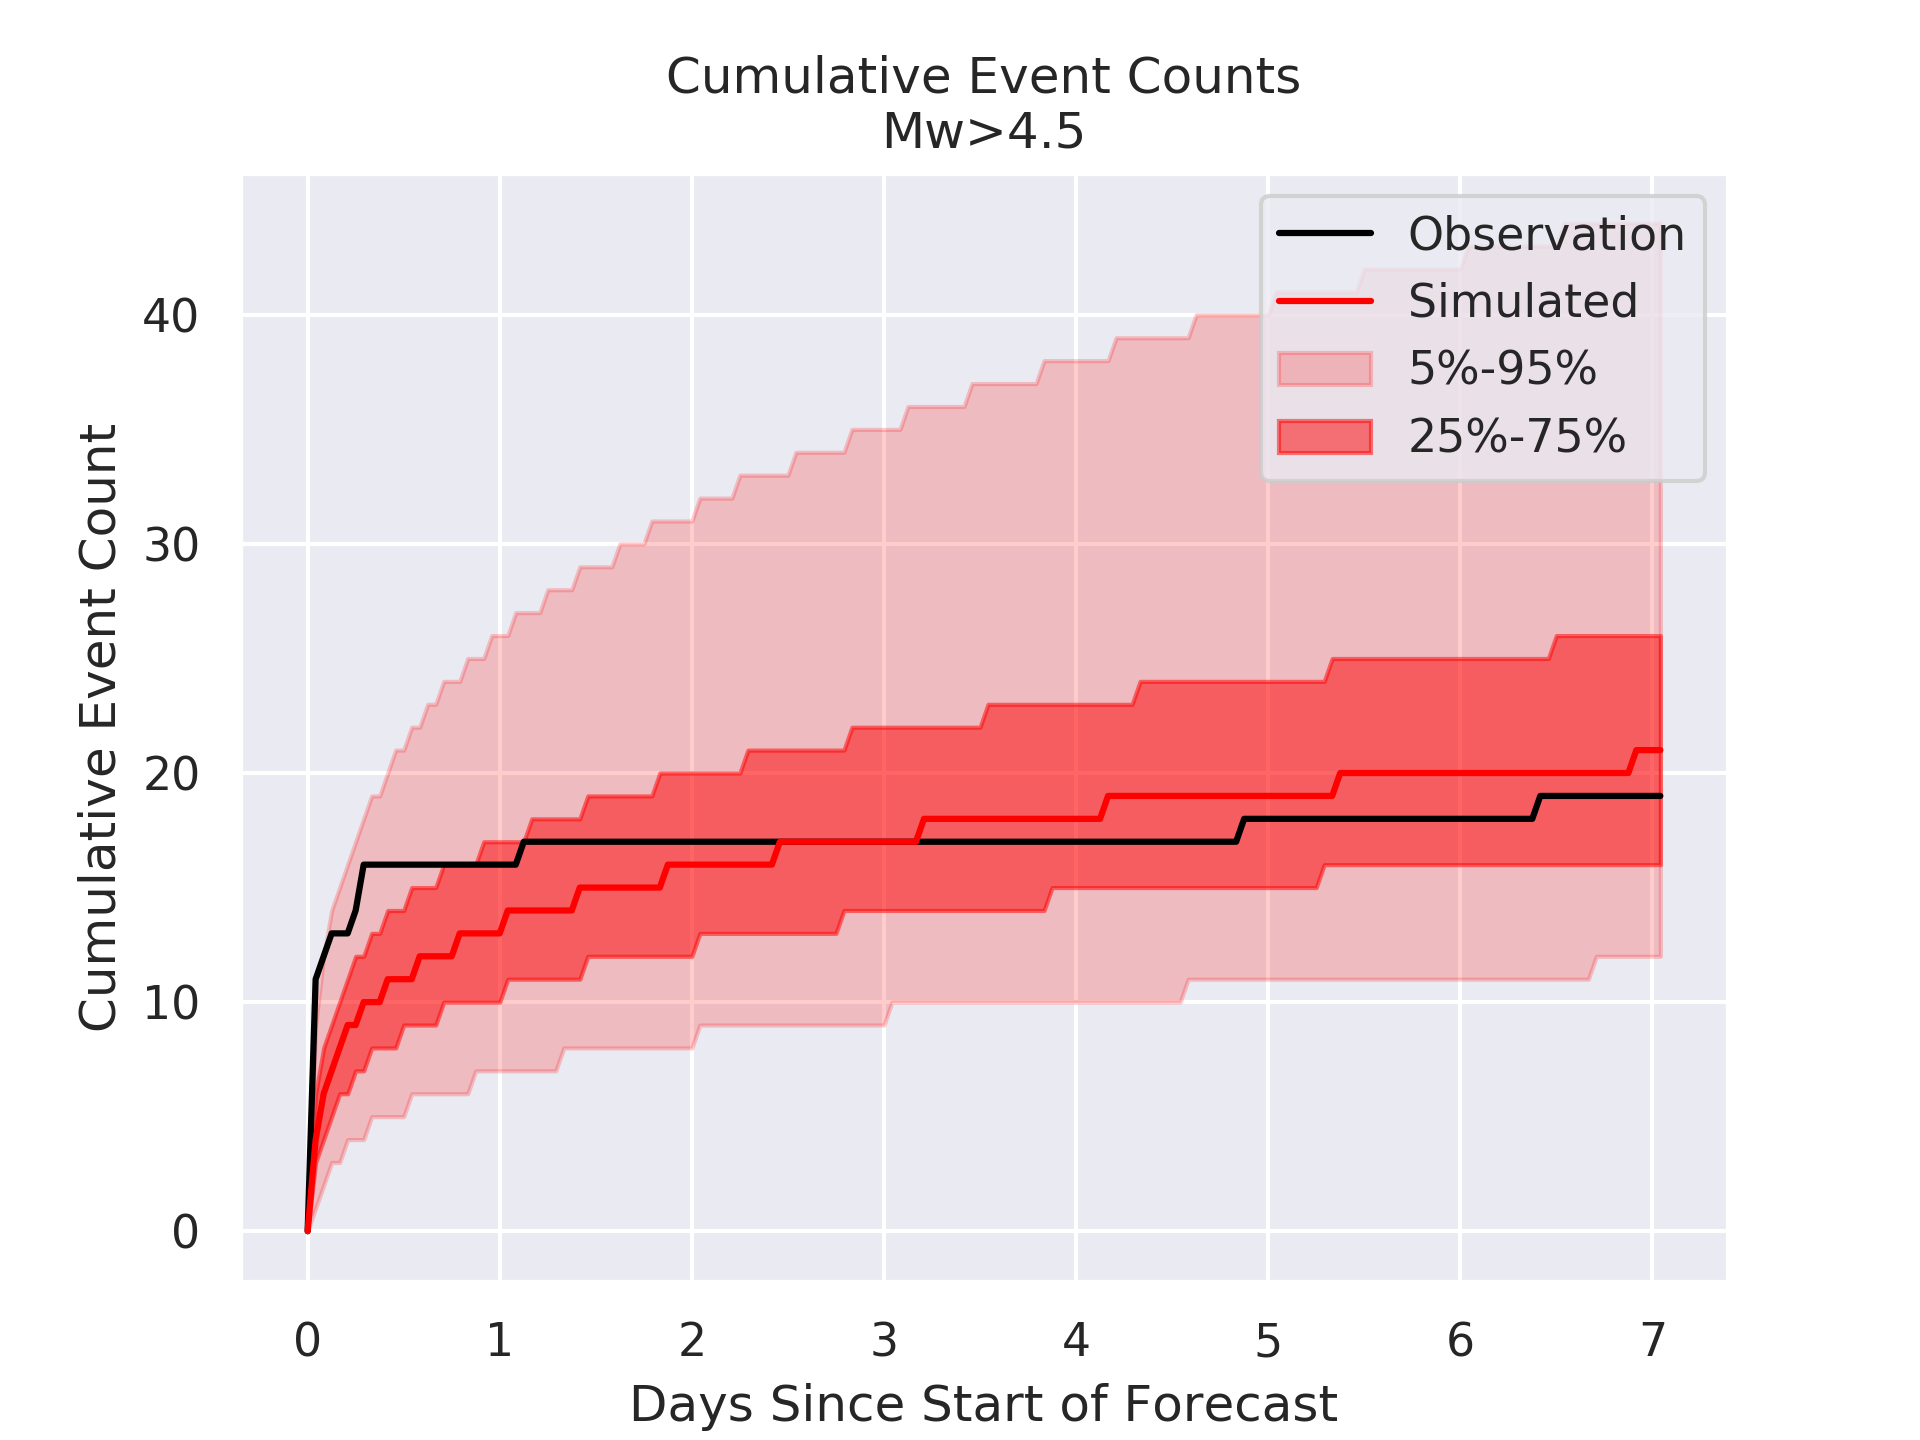 Cumulative Event Counts
Mw>4.5
Observation
Simulated
5%-95%
25%-75%
Cumulative Event Count
40
30
20
10
0
0 1 2 3 4 5 6 7
Days Since Start of Forecast